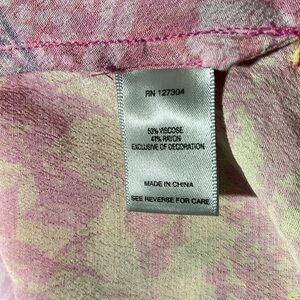 RN 127304
53% VISCOSE
47% RAYON
EXCLUSIVE OF DECORATION
MADE IN CHINA
SEE REVERSE FOR CARE